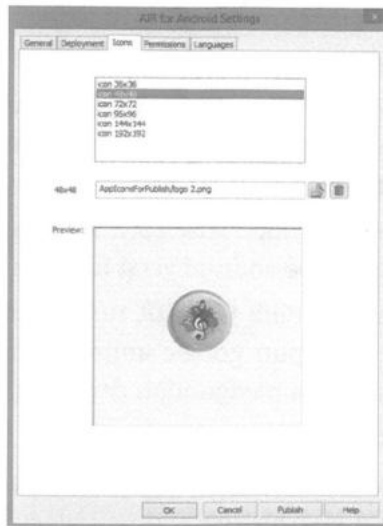 AIR for Android Settings
General Deployment Icons Permissions Languages
icon 36x36
icon 48x48
icon 72x72
icon 96x96
icon 144x144
icon 192x192
48x48 AppIconsForPublish/logo 2.png
Preview:
OK Cancel Publish Help